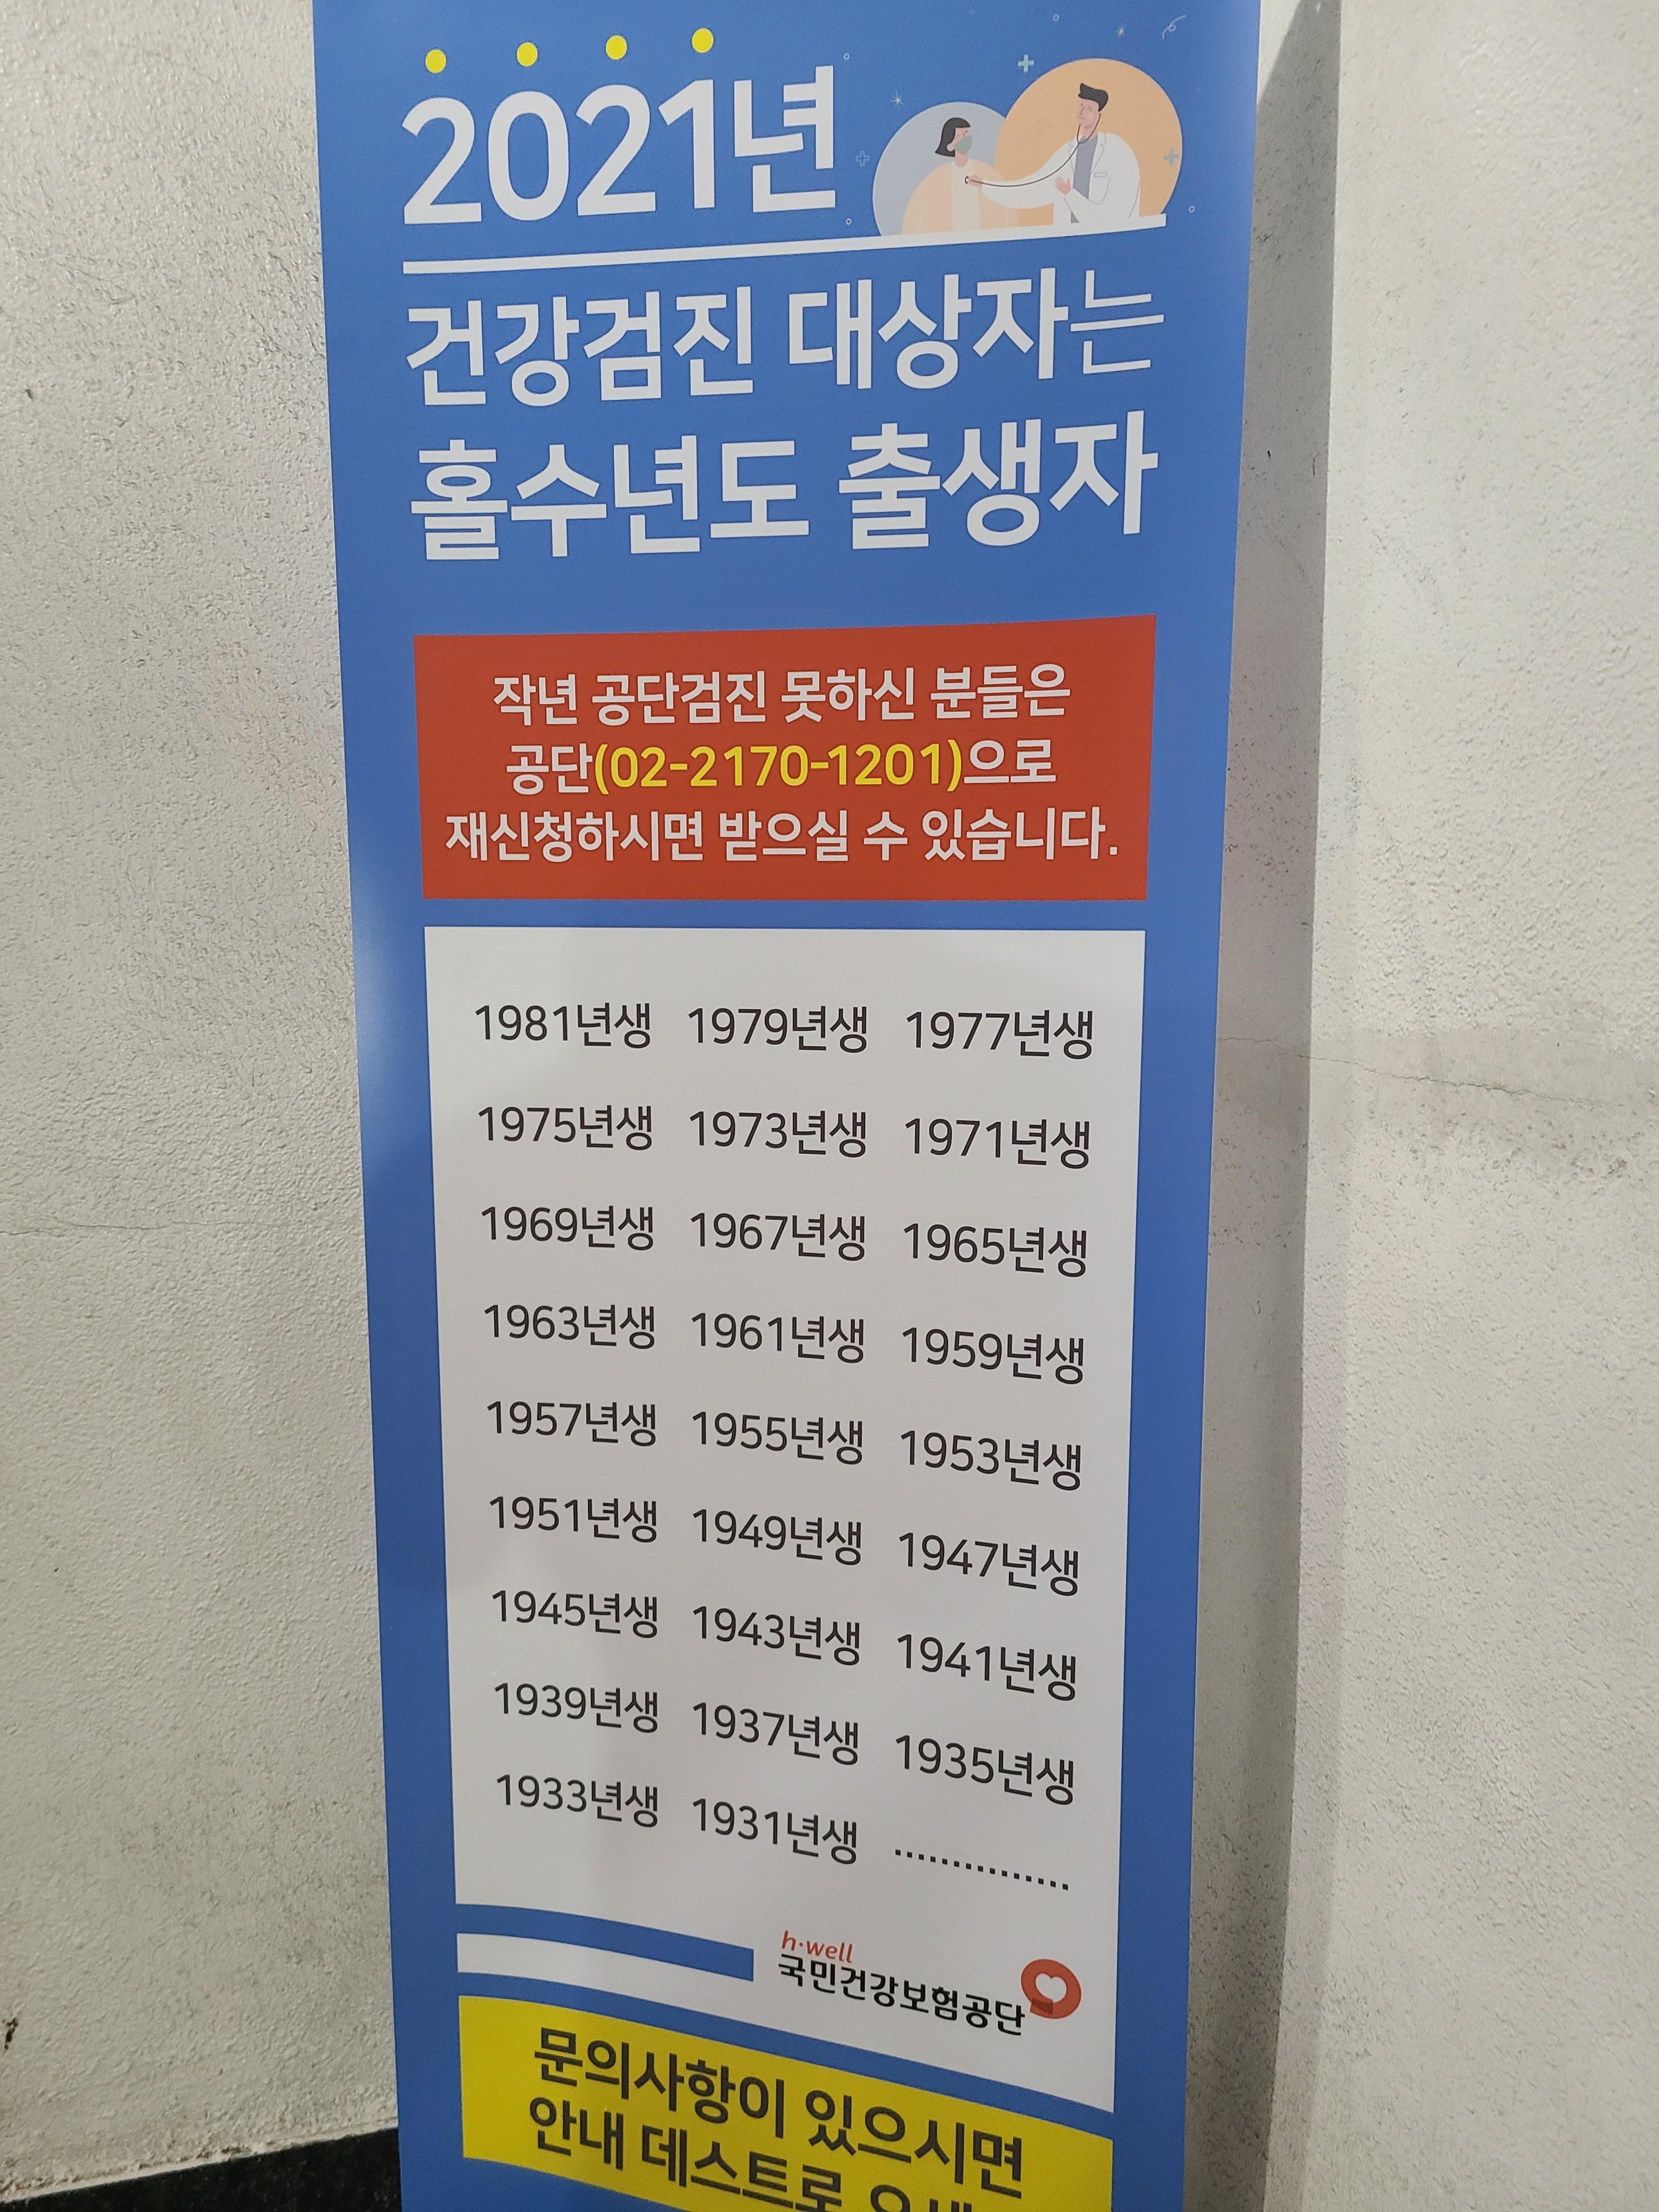 2021년
건강검진 대상자는
홀수년도 출생자
작년 공단검진 못하신 분들은
공단(02-2170-1201)으로
재신청하시면 받으실 수 있습니다.
1981년생 1979년생 1977년생
1975년생 1973년생 1971년생
1969년생 1967년생 1965년생
1963년생 1961년생 1959년생
1957년생 1955년생 1953년생
1951년생 1949년생 1947년생
1945년생 1943년생 1941년생
1939년생 1937년생 1935년생
1933년생 1931년생 ...............
h·well
국민건강보험공단
문의사항이 있으시면
안내 데스트로